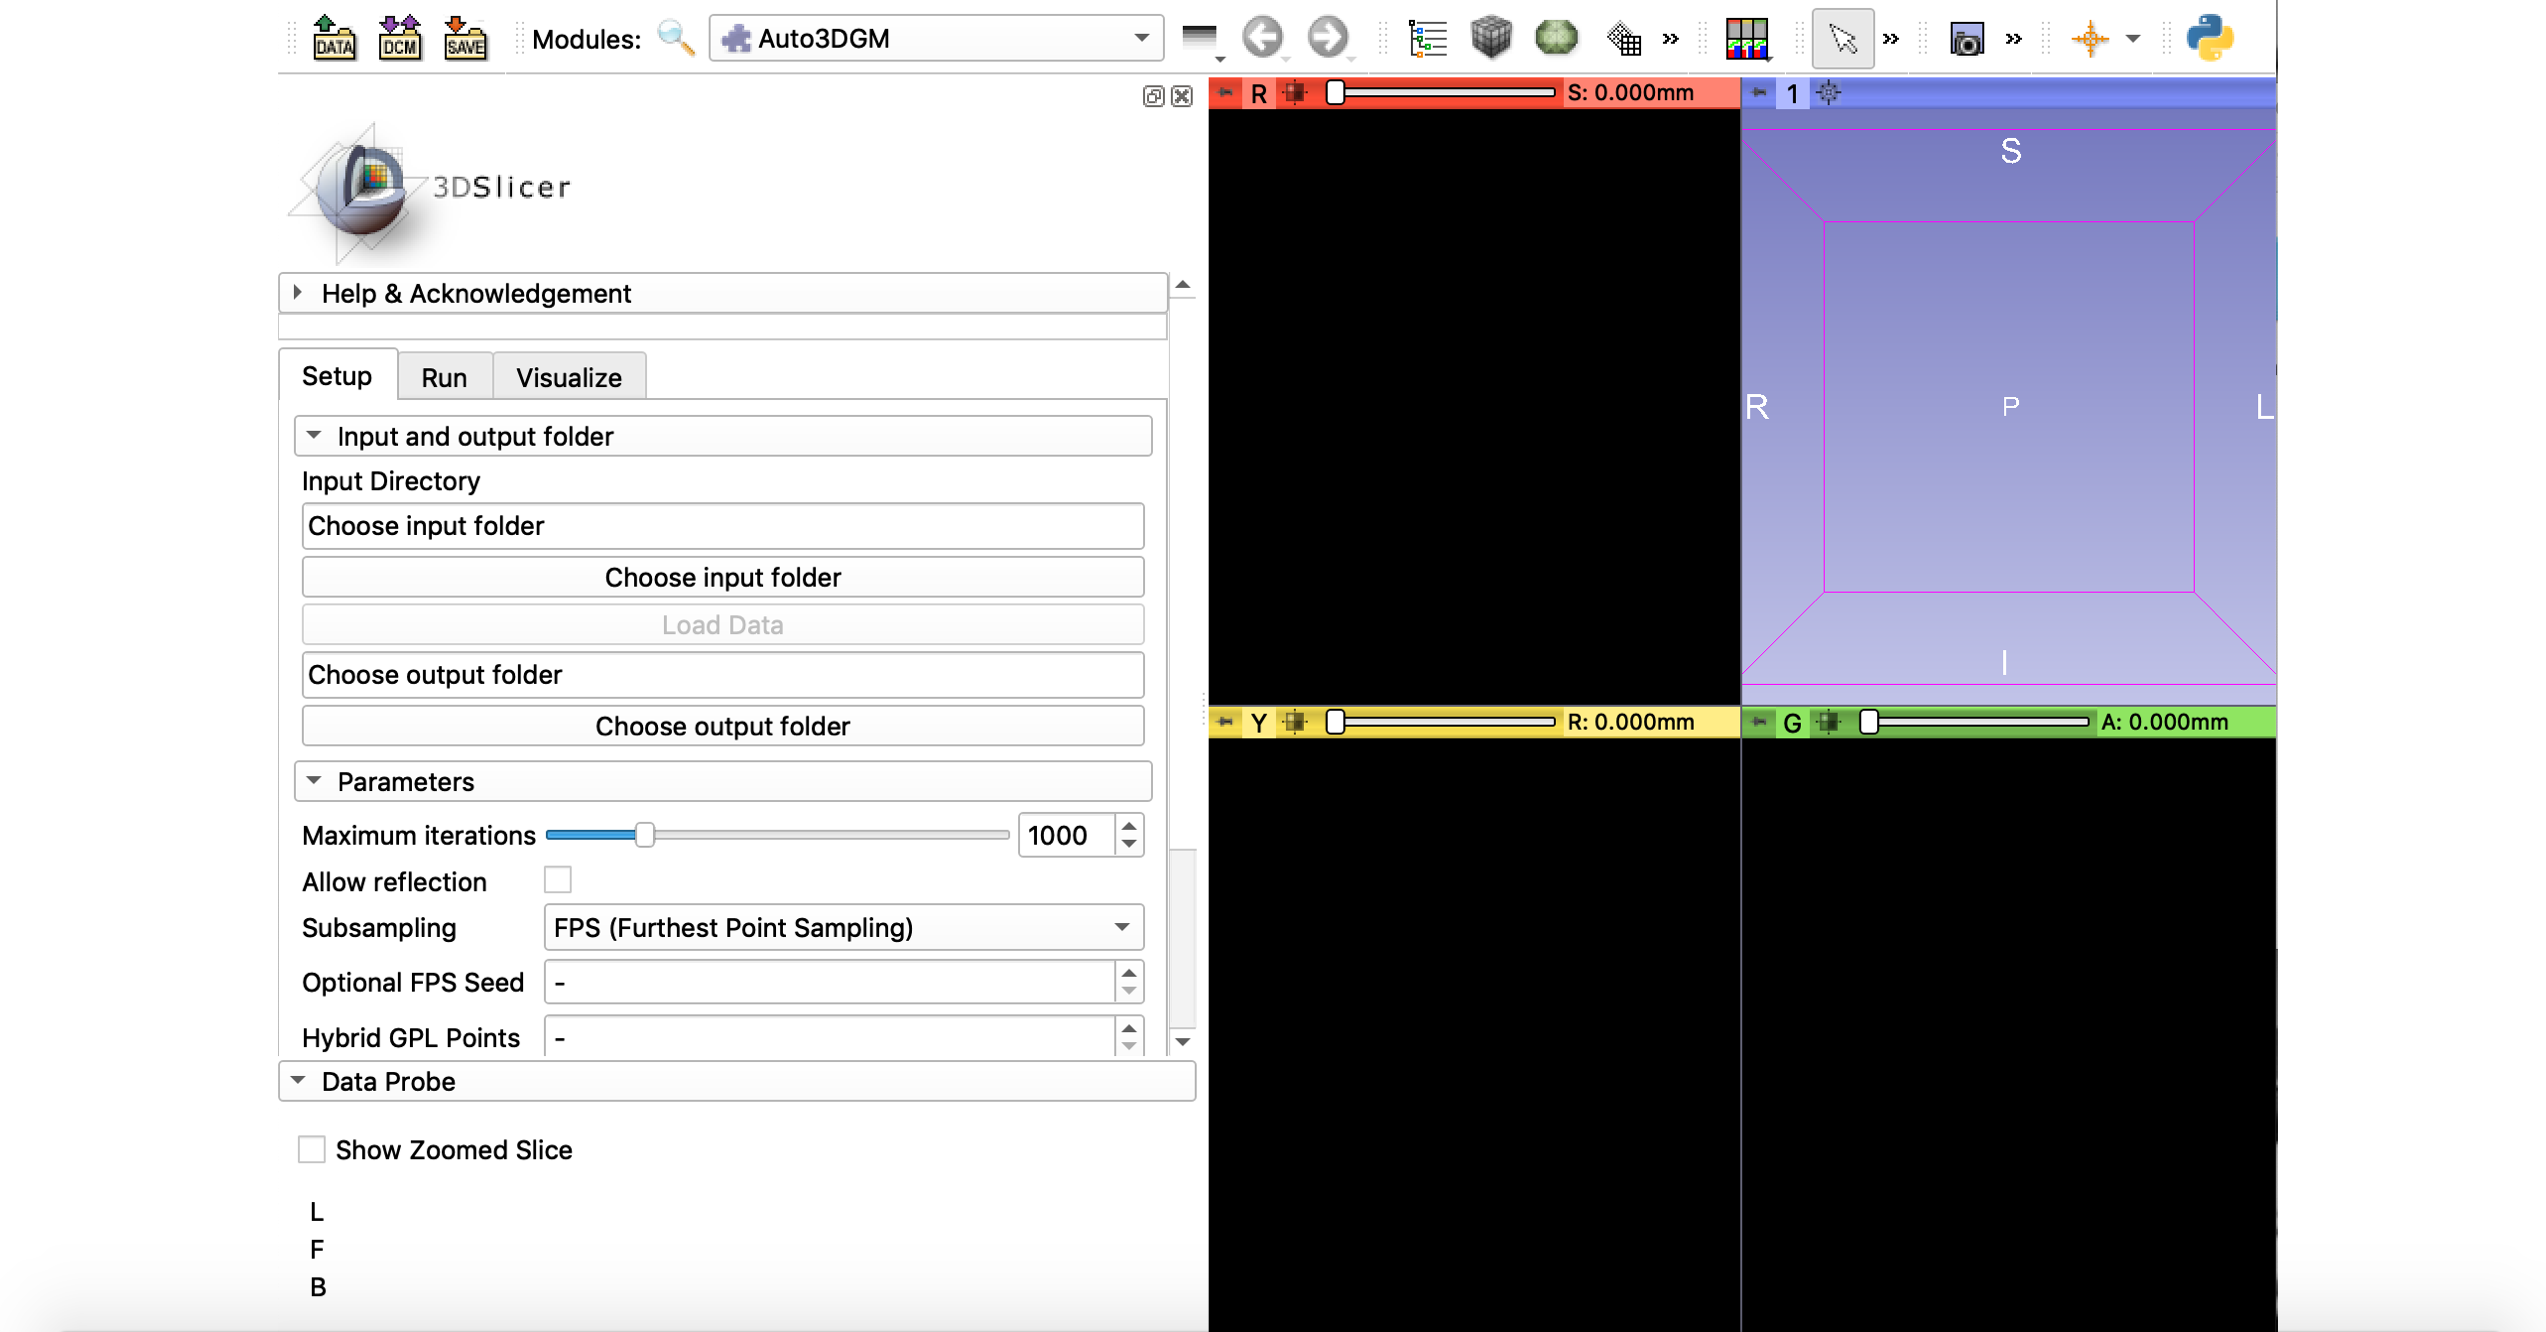 DATA DCM SAVE Modules: Auto3DGM
R S: 0.000mm 1
3DSlicer
S
Help & Acknowledgement
Setup Run Visualize
R P L
Input and output folder
Input Directory
Choose input folder
Choose input folder
Load Data
I
Choose output folder
Choose output folder
Y R: 0.000mm G A: 0.000mm
Parameters
Maximum iterations 1000
Allow reflection
Subsampling FPS (Furthest Point Sampling)
Optional FPS Seed -
Hybrid GPL Points -
Data Probe
Show Zoomed Slice
L
F
B